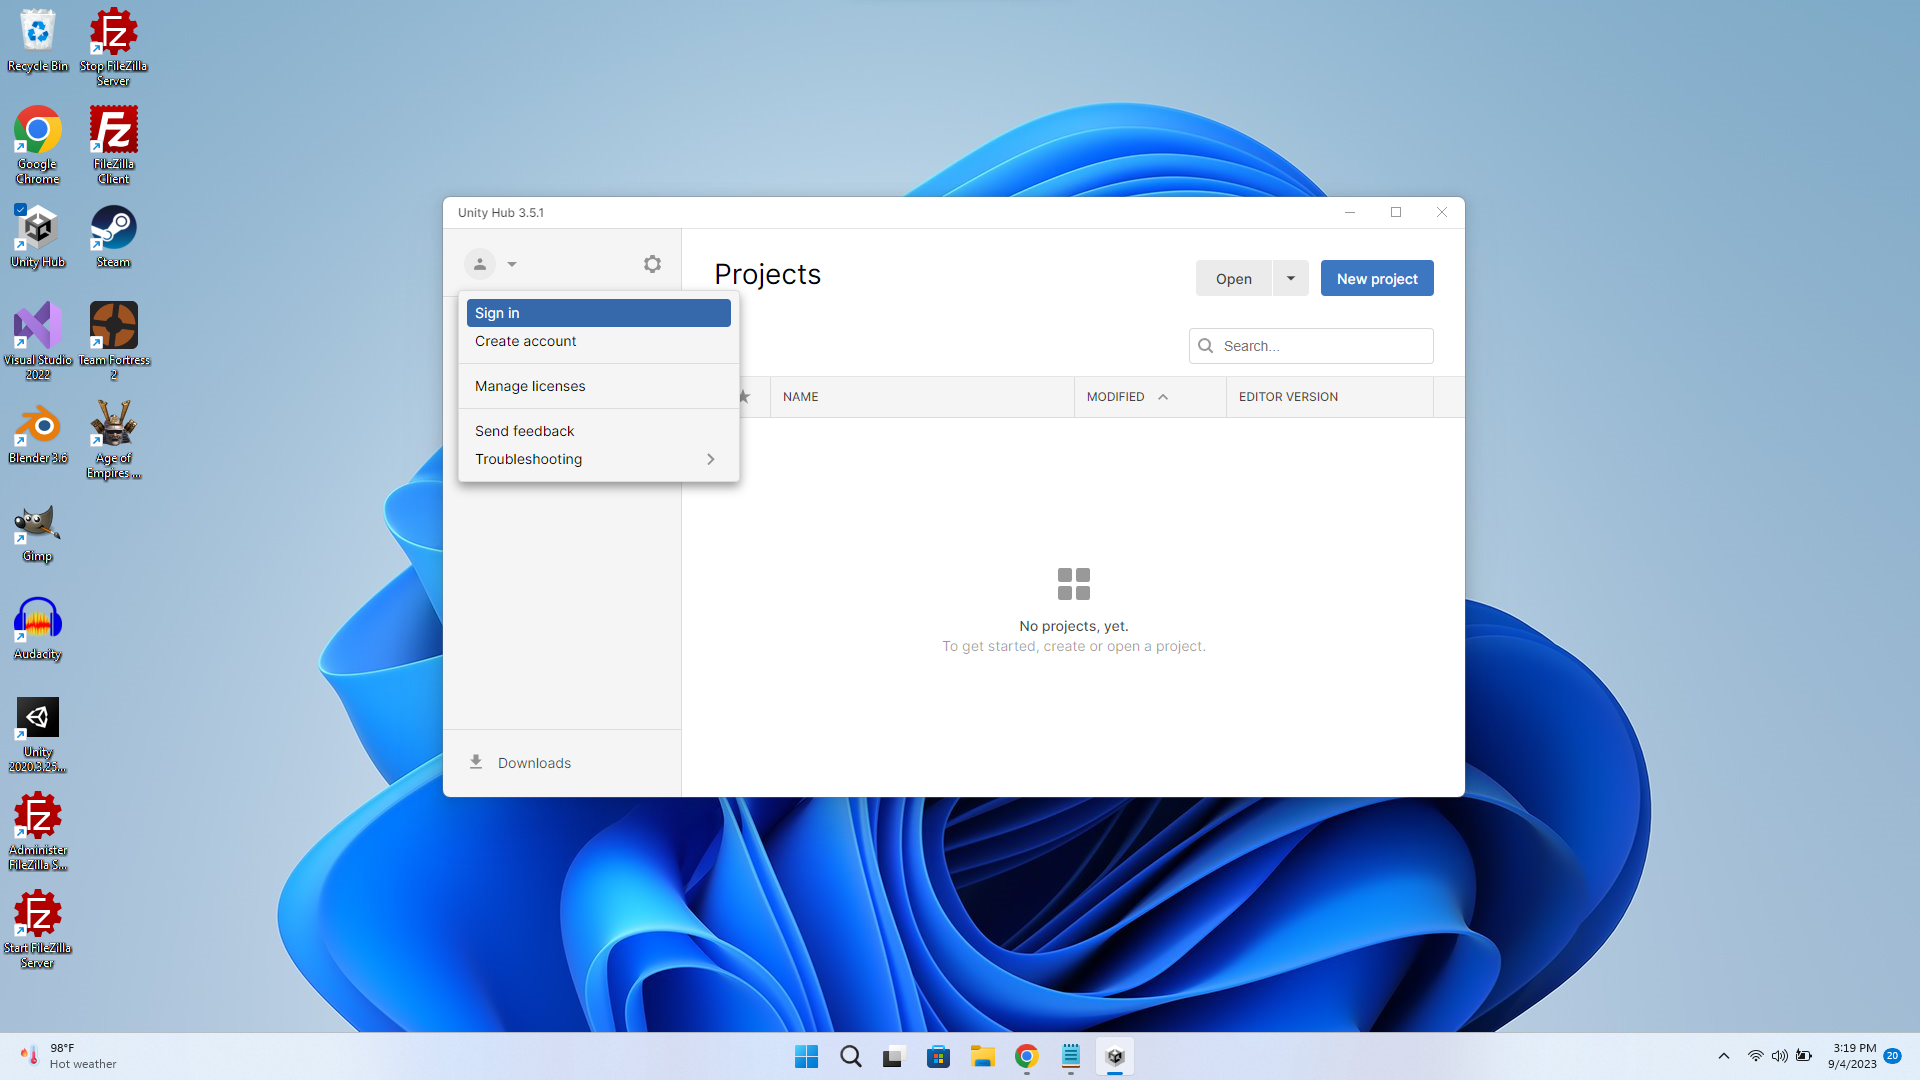 Recycle Bin
Stop FileZilla
Server
Google
Chrome
FileZilla
Client
Unity Hub
Steam
Visual Studio
2022
Team Fortress
2
Blender 3.6
Age of
Empires ...
Gimp
Audacity
Unity
2020.3.25...
Administer
FileZilla S...
Start FileZilla
Server
Unity Hub 3.5.1
Sign in
Create account
Manage licenses
Send feedback
Troubleshooting
Downloads
Projects
Open
New project
Search...
NAME
MODIFIED
EDITOR VERSION
No projects, yet.
To get started, create or open a project.
98°F
Hot weather
3:19 PM
9/4/2023
20